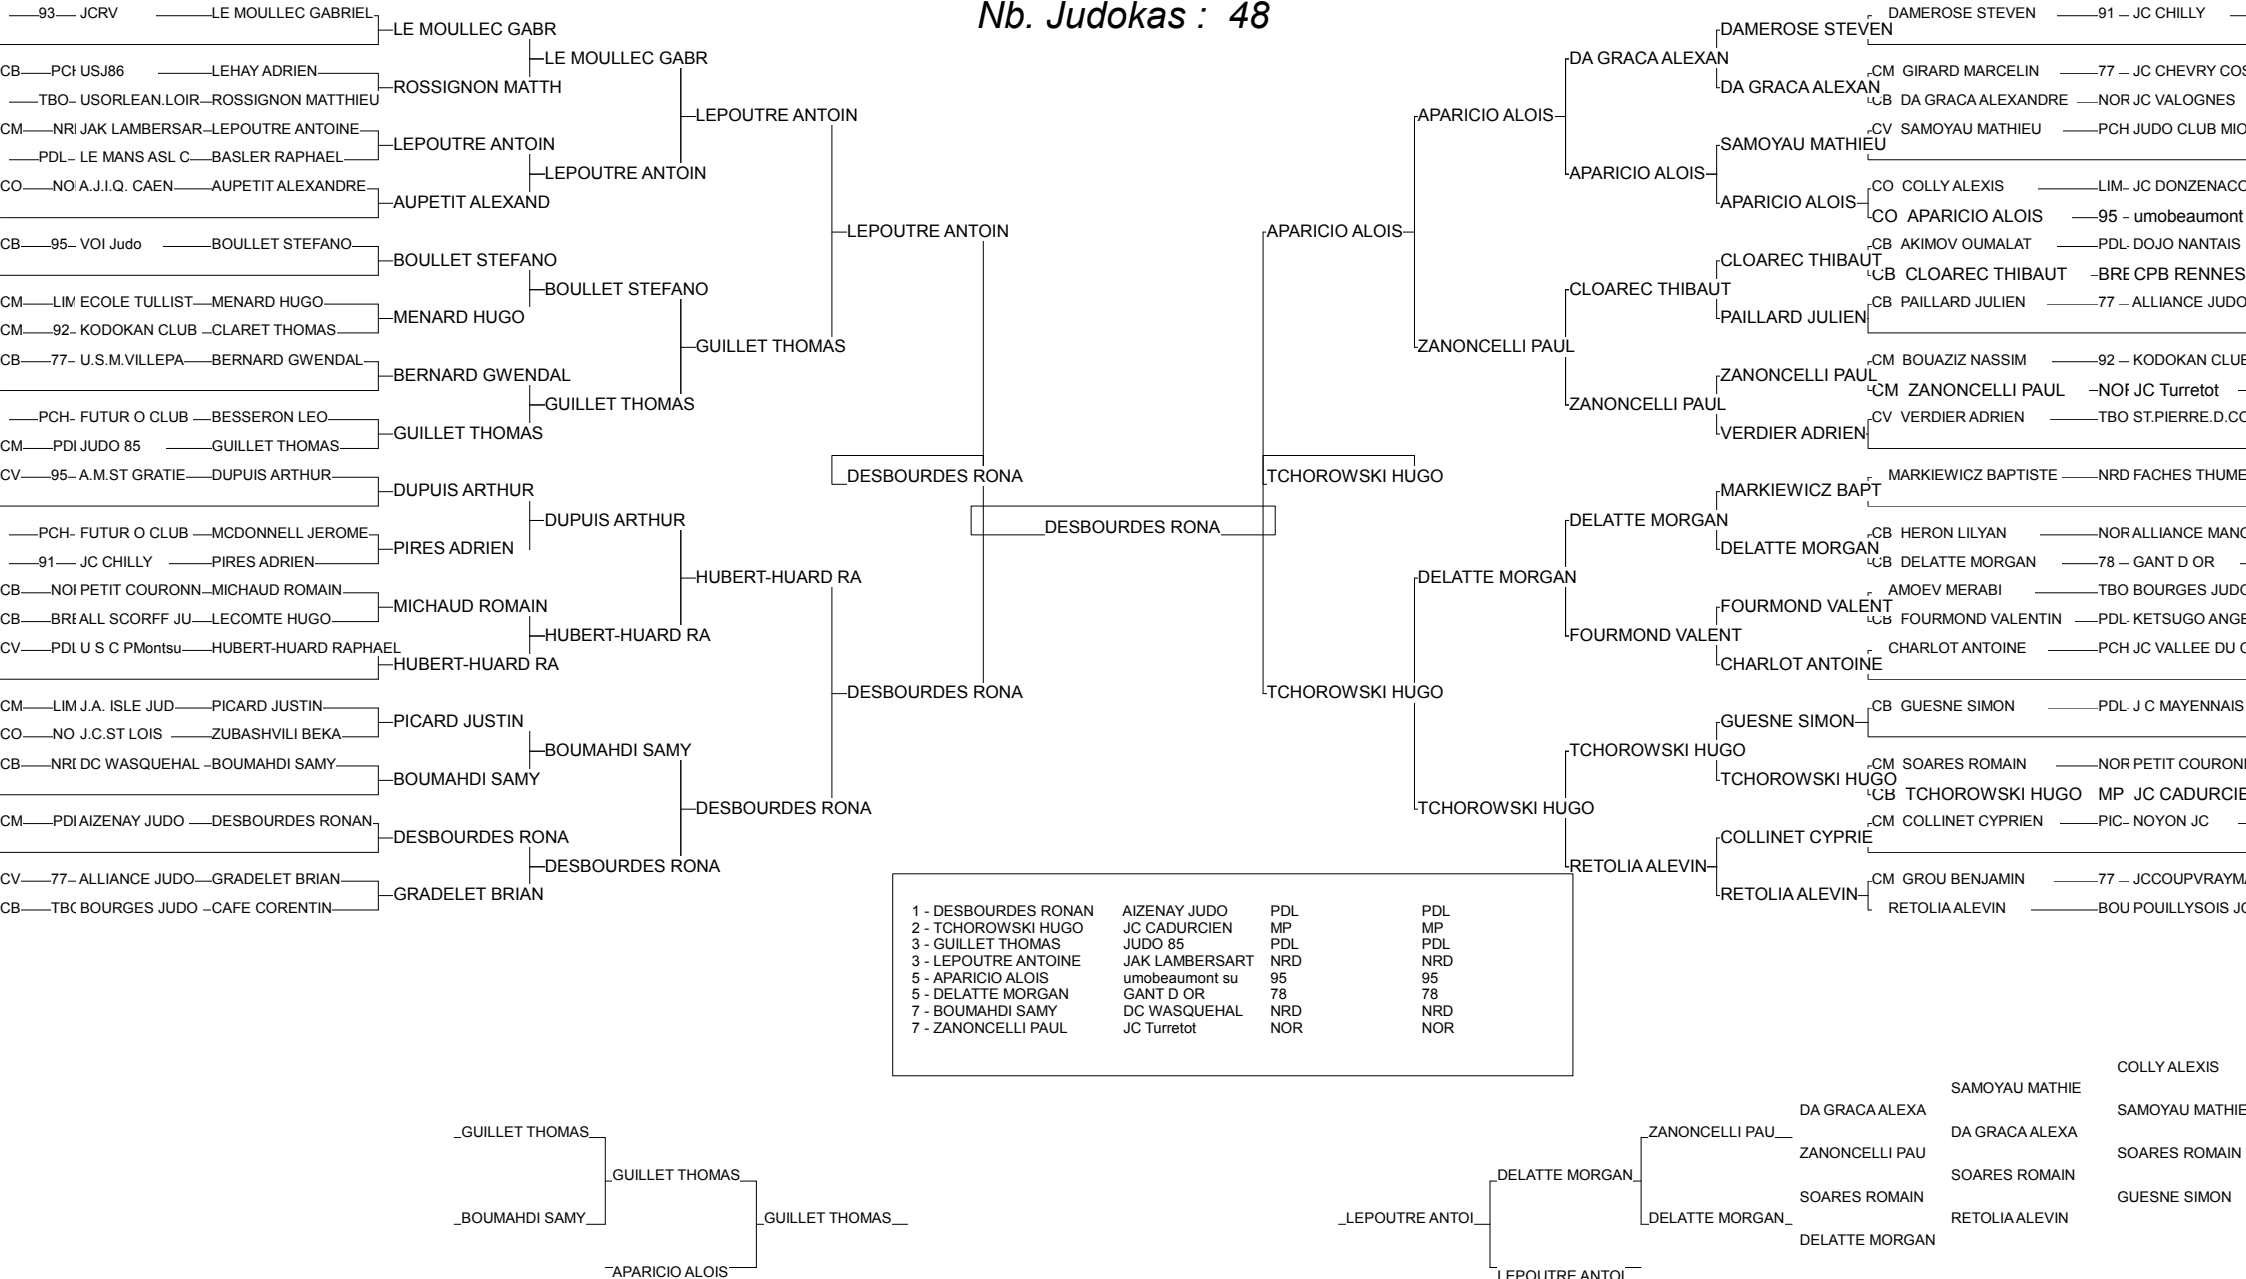 Nb. Judokas : 48
93 JCRV LE MOULLEC GABRIEL
CB PCH USJ86 LEHAY ADRIEN
TBO USORLEAN.LOIR ROSSIGNON MATTHIEU
CM NRI JAK LAMBERSAR LEPOUTRE ANTOINE
PDL LE MANS ASL C BASLER RAPHAEL
CO NO A.J.I.Q. CAEN AUPETIT ALEXANDRE
CB 95 VOI Judo BOULLET STEFANO
CM LIM ECOLE TULLIST MENARD HUGO
CM 92 KODOKAN CLUB CLARET THOMAS
CB 77 U.S.M.VILLEPA BERNARD GWENDAL
PCH FUTUR O CLUB BESSERON LEO
CM PDI JUDO 85 GUILLET THOMAS
CV 95 A.M.ST GRATIE DUPUIS ARTHUR
PCH FUTUR O CLUB MCDONNELL JEROME
91 JC CHILLY PIRES ADRIEN
CB NOI PETIT COURONN MICHAUD ROMAIN
CB BRE ALL SCORFF JU LECOMTE HUGO
CV PDL U S C PMontsu HUBERT-HUARD RAPHAEL
CM LIM J.A. ISLE JUD PICARD JUSTIN
CO NO J.C.ST LOIS ZUBASHVILI BEKA
CB NRI DC WASQUEHAL BOUMAHDI SAMY
CM PDI AIZENAY JUDO DESBOURDES RONAN
CV 77 ALLIANCE JUDO GRADELET BRIAN
CB TBO BOURGES JUDO CAFE CORENTIN
LE MOULLEC GABR
ROSSIGNON MATTH
LEPOUTRE ANTOIN
AUPETIT ALEXAND
BOULLET STEFANO
MENARD HUGO
BERNARD GWENDAL
GUILLET THOMAS
DUPUIS ARTHUR
PIRES ADRIEN
MICHAUD ROMAIN
HUBERT-HUARD RA
PICARD JUSTIN
BOUMAHDI SAMY
DESBOURDES RONA
GRADELET BRIAN
LE MOULLEC GABR
LEPOUTRE ANTOIN
BOULLET STEFANO
GUILLET THOMAS
DUPUIS ARTHUR
HUBERT-HUARD RA
BOUMAHDI SAMY
DESBOURDES RONA
LEPOUTRE ANTOIN
GUILLET THOMAS
HUBERT-HUARD RA
DESBOURDES RONA
LEPOUTRE ANTOIN
DESBOURDES RONA
DESBOURDES RONA
DESBOURDES RONA
TCHOROWSKI HUGO
APARICIO ALOIS
TCHOROWSKI HUGO
APARICIO ALOIS
ZANONCELLI PAUL
DELATTE MORGAN
TCHOROWSKI HUGO
DA GRACA ALEXAN
APARICIO ALOIS
CLOAREC THIBAUT
ZANONCELLI PAUL
DELATTE MORGAN
FOURMOND VALENT
TCHOROWSKI HUGO
RETOLIA ALEVIN
DAMEROSE STEVEN
DA GRACA ALEXAN
SAMOYAU MATHIEU
APARICIO ALOIS
CLOAREC THIBAUT
PAILLARD JULIEN
ZANONCELLI PAUL
VERDIER ADRIEN
MARKIEWICZ BAPT
DELATTE MORGAN
FOURMOND VALENT
CHARLOT ANTOINE
GUESNE SIMON
TCHOROWSKI HUGO
COLLINET CYPRIE
RETOLIA ALEVIN
DAMEROSE STEVEN 91 JC CHILLY
CM GIRARD MARCELIN 77 JC CHEVRY COS
CB DA GRACA ALEXANDRE NOR JC VALOGNES
CV SAMOYAU MATHIEU PCH JUDO CLUB MIO
CO COLLY ALEXIS LIM JC DONZENACO
CO APARICIO ALOIS 95 umobeaumont
CB AKIMOV OUMALAT PDL DOJO NANTAIS
CB CLOAREC THIBAUT BRE CPB RENNES
CB PAILLARD JULIEN 77 ALLIANCE JUDO
CM BOUAZIZ NASSIM 92 KODOKAN CLUB
CM ZANONCELLI PAUL NOR JC Turretot
CV VERDIER ADRIEN TBO ST.PIERRE.D.CO
MARKIEWICZ BAPTISTE NRD FACHES THUME
CB HERON LILYAN NOR ALLIANCE MANC
CB DELATTE MORGAN 78 GANT D OR
AMOEV MERABI TBO BOURGES JUDO
CB FOURMOND VALENTIN PDL KETSUGO ANGE
CHARLOT ANTOINE PCH JC VALLEE DU
CB GUESNE SIMON PDL J C MAYENNAIS
CM SOARES ROMAIN NOR PETIT COURONN
CB TCHOROWSKI HUGO MP JC CADURCIE
CM COLLINET CYPRIEN PIC NOYON JC
CM GROU BENJAMIN 77 JCCOUPVRAYMA
RETOLIA ALEVIN BOU POUILLYSOIS JC
1 - DESBOURDES RONAN AIZENAY JUDO PDL PDL
2 - TCHOROWSKI HUGO JC CADURCIEN MP MP
3 - GUILLET THOMAS JUDO 85 PDL PDL
3 - LEPOUTRE ANTOINE JAK LAMBERSART NRD NRD
5 - APARICIO ALOIS umobeaumont su 95 95
5 - DELATTE MORGAN GANT D OR 78 78
7 - BOUMAHDI SAMY DC WASQUEHAL NRD NRD
7 - ZANONCELLI PAUL JC Turretot NOR NOR
GUILLET THOMAS
BOUMAHDI SAMY
GUILLET THOMAS
APARICIO ALOIS
GUILLET THOMAS
LEPOUTRE ANTOI
DELATTE MORGAN
LEPOUTRE ANTOI
ZANONCELLI PAU
DELATTE MORGAN
DA GRACA ALEXA
ZANONCELLI PAU
SOARES ROMAIN
DELATTE MORGAN
SAMOYAU MATHIE
DA GRACA ALEXA
SOARES ROMAIN
RETOLIA ALEVIN
COLLY ALEXIS
SAMOYAU MATHIE
SOARES ROMAIN
GUESNE SIMON